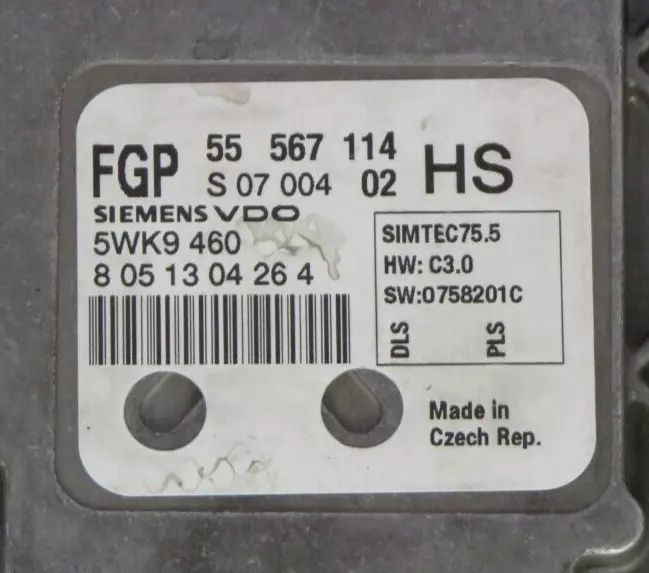 FGP 55 567 114 HS
S 07 004 02
SIEMENS VDO
5WK9 460
8 05 13 04 26 4
SIMTEC75.5
HW: C3.0
SW:0758201C
DLS PLS
Made in
Czech Rep.